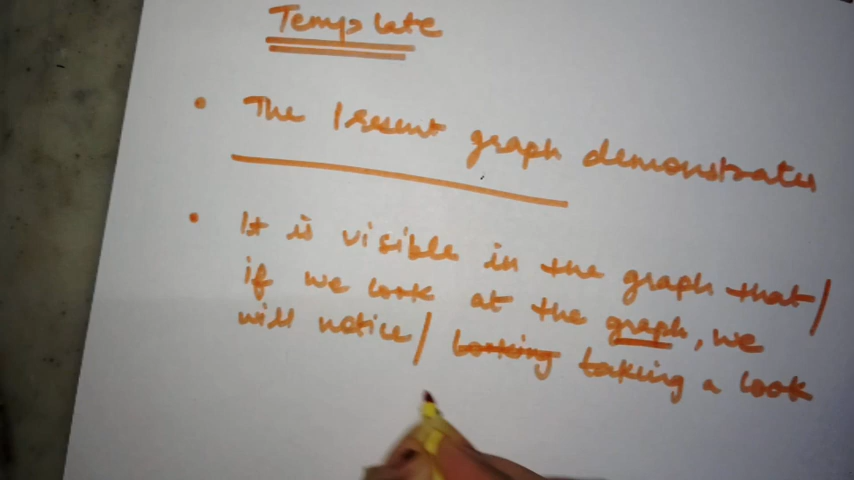 Template
• The Present graph demonstrates
• It is visible in the graph that/
if we look at the graph, we
will notice/ looking taking a look